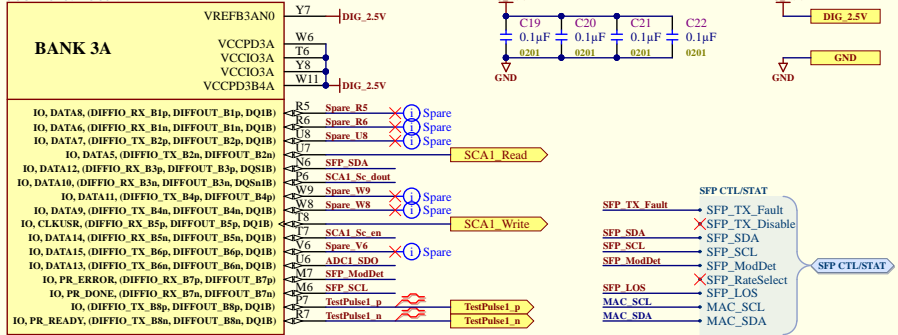 VREFB3AN0 Y7 DIG_2.5V
BANK 3A
VCCPD3A W6
VCCIO3A T6
VCCIO3A Y8
VCCPD3B4A W11 DIG_2.5V
IO, DATA8, (DIFFIO_RX_B1p, DIFFOUT_B1p, DQ1B) R5 Spare_R5 i Spare
IO, DATA6, (DIFFIO_RX_B1n, DIFFOUT_B1n, DQ1B) R6 Spare_R6 i Spare
IO, DATA7, (DIFFIO_TX_B2p, DIFFOUT_B2p, DQ1B) U8 Spare_U8 i Spare
IO, DATA5, (DIFFIO_TX_B2n, DIFFOUT_B2n) U7 SCA1_Read
IO, DATA12, (DIFFIO_RX_B3p, DIFFOUT_B3p, DQS1B) N6 SFP_SDA
IO, DATA10, (DIFFIO_RX_B3n, DIFFOUT_B3n, DQSn1B) P6 SCA1_Sc_dout
IO, DATA11, (DIFFIO_TX_B4p, DIFFOUT_B4p) W9 Spare_W9 i Spare
IO, DATA9, (DIFFIO_TX_B4n, DIFFOUT_B4n, DQ1B) W8 Spare_W8 i Spare
IO, CLKUSR, (DIFFIO_RX_B5p, DIFFOUT_B5p, DQ1B) T8 SCA1_Write
IO, DATA14, (DIFFIO_RX_B5n, DIFFOUT_B5n, DQ1B) T7 SCA1_Sc_en
IO, DATA15, (DIFFIO_TX_B6p, DIFFOUT_B6p, DQ1B) V6 Spare_V6 i Spare
IO, DATA13, (DIFFIO_TX_B6n, DIFFOUT_B6n, DQ1B) U6 ADC1_SDO
IO, PR_ERROR, (DIFFIO_RX_B7p, DIFFOUT_B7p) M7 SFP_ModDet
IO, PR_DONE, (DIFFIO_RX_B7n, DIFFOUT_B7n) M6 SFP_SCL
IO, (DIFFIO_TX_B8p, DIFFOUT_B8p, DQ1B) P7 TestPulse1_p TestPulse1_p
IO, PR_READY, (DIFFIO_TX_B8n, DIFFOUT_B8n, DQ1B) R7 TestPulse1_n TestPulse1_n
C19 C20 C21 C22
0.1µF 0.1µF 0.1µF 0.1µF
0201 0201 0201 0201
GND
DIG_2.5V
GND
GND
SFP CTL/STAT
SFP_TX_Fault SFP_TX_Fault
SFP_TX_Disable
SFP_SDA SFP_SDA
SFP_SCL SFP_SCL
SFP_ModDet SFP_ModDet
SFP CTL/STAT
SFP_RateSelect
SFP_LOS SFP_LOS
MAC_SCL MAC_SCL
MAC_SDA MAC_SDA